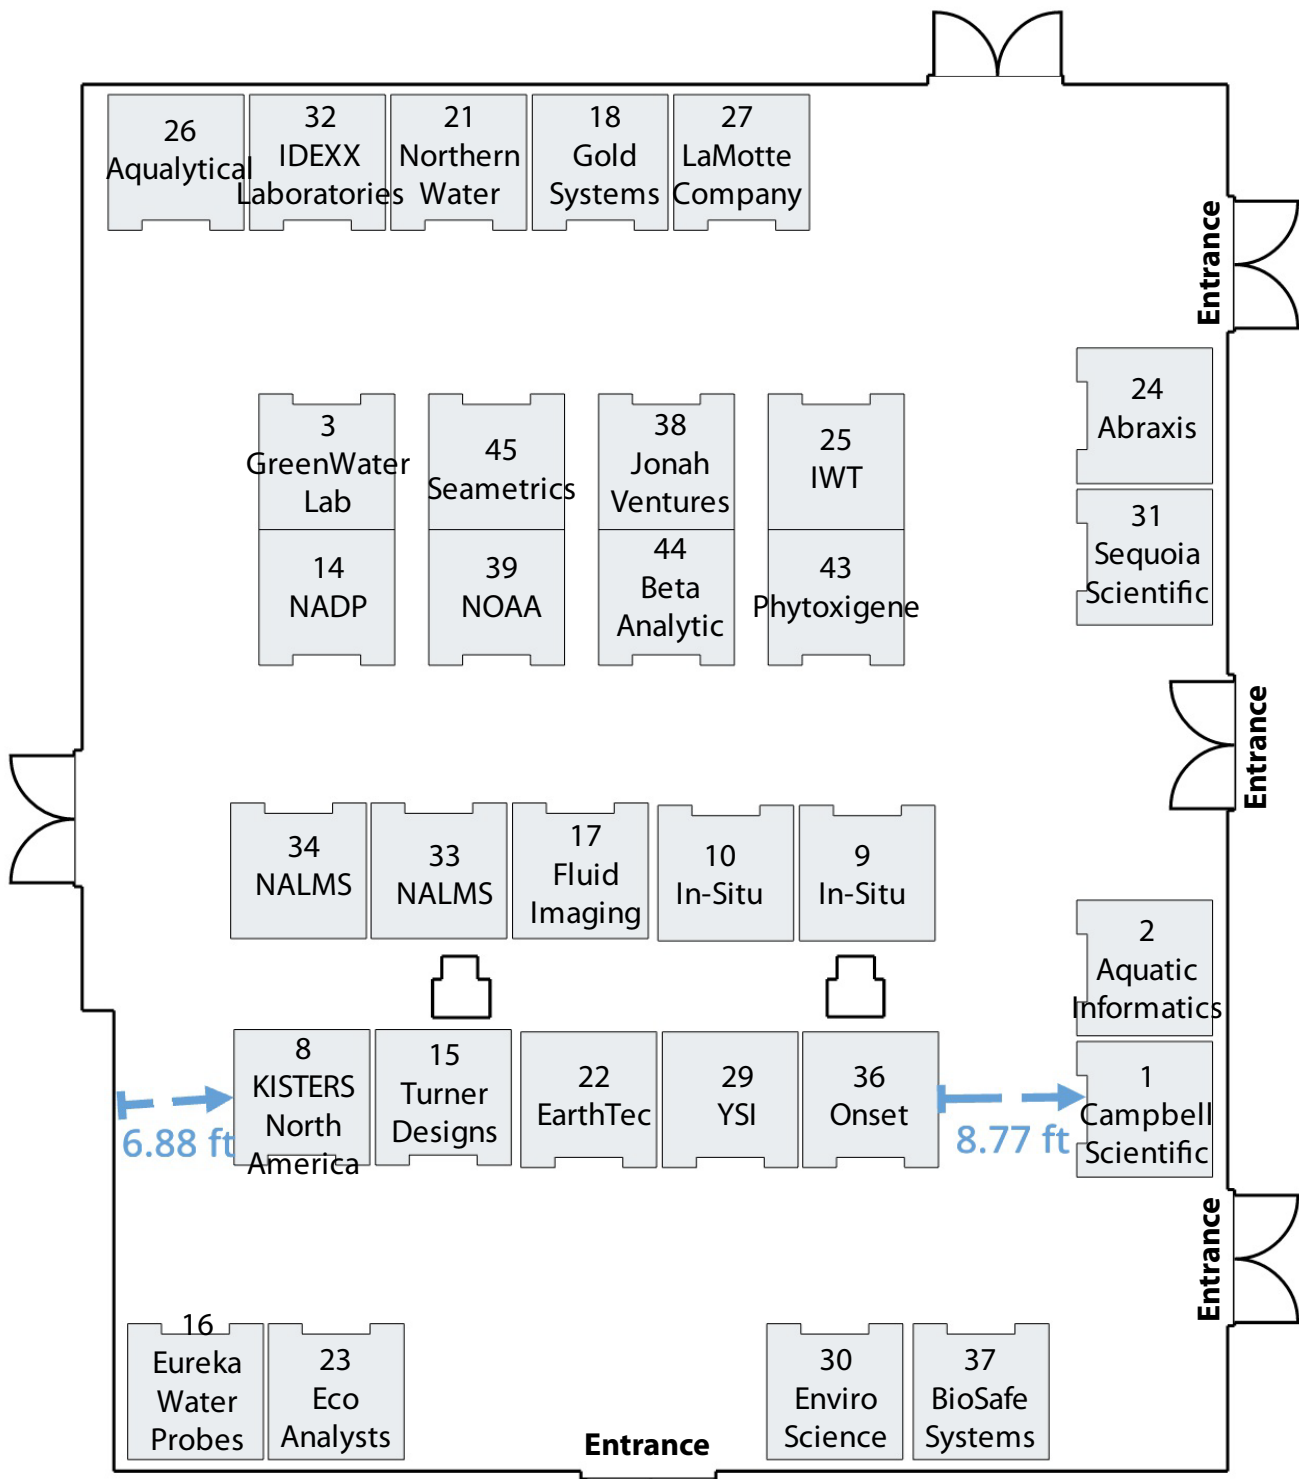 26
Aqualytical
32
IDEXX
Laboratories
21
Northern
Water
18
Gold
Systems
27
LaMotte
Company
Entrance
24
Abraxis
3
GreenWater
Lab
45
Seametrics
38
Jonah
Ventures
25
IWT
31
Sequoia
Scientific
14
NADP
39
NOAA
44
Beta
Analytic
43
Phytoxigene
Entrance
34
NALMS
33
NALMS
17
Fluid
Imaging
10
In-Situ
9
In-Situ
2
Aquatic
Informatics
6.88 ft
8
KISTERS
North
America
15
Turner
Designs
22
EarthTec
29
YSI
36
Onset
8.77 ft
1
Campbell
Scientific
Entrance
16
Eureka
Water
Probes
23
Eco
Analysts
Entrance
30
Enviro
Science
37
BioSafe
Systems